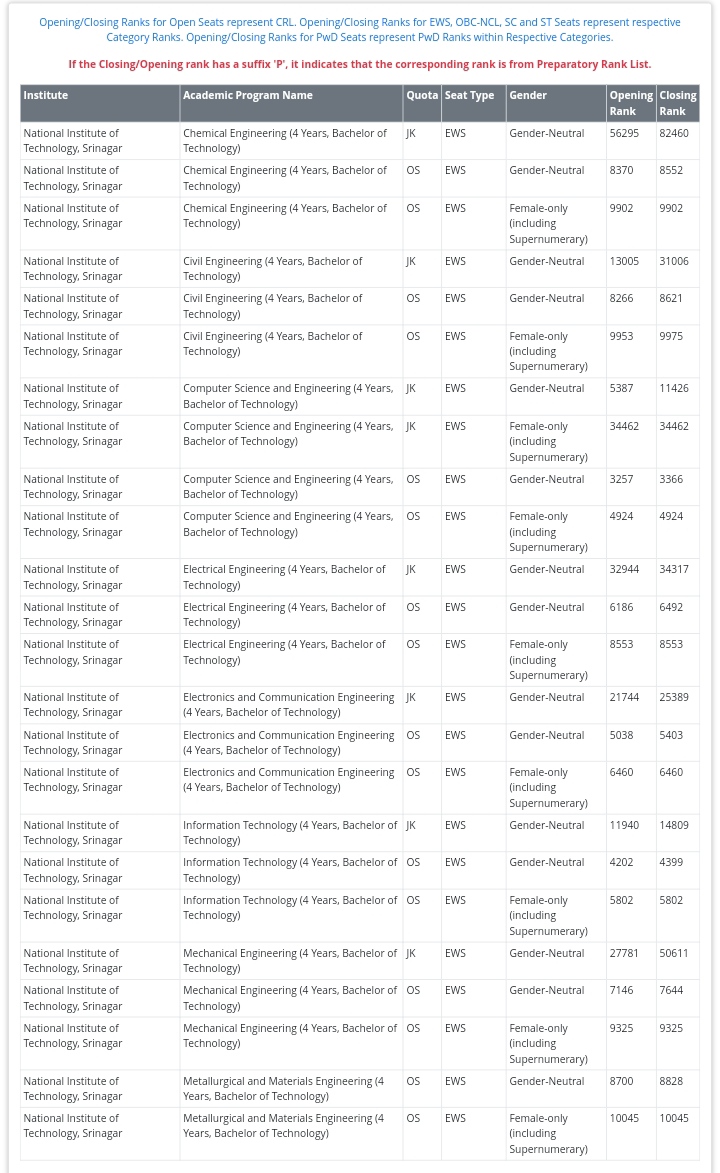 Opening/Closing Ranks for Open Seats represent CRL. Opening/Closing Ranks for EWS, OBC-NCL, SC and ST Seats represent respective
Category Ranks. Opening/Closing Ranks for PwD Seats represent PwD Ranks within Respective Categories.
If the Closing/Opening rank has a suffix 'P', it indicates that the corresponding rank is from Preparatory Rank List.
Institute Academic Program Name Quota Seat Type Gender Opening Closing
Rank Rank
National Institute of Chemical Engineering (4 Years, Bachelor of JK EWS Gender-Neutral 56295 82460
Technology, Srinagar Technology)
National Institute of Chemical Engineering (4 Years, Bachelor of OS EWS Gender-Neutral 8370 8552
Technology, Srinagar Technology)
National Institute of Chemical Engineering (4 Years, Bachelor of OS EWS Female-only 9902 9902
Technology, Srinagar Technology) (including
Supernumerary)
National Institute of Civil Engineering (4 Years, Bachelor of JK EWS Gender-Neutral 13005 31006
Technology, Srinagar Technology)
National Institute of Civil Engineering (4 Years, Bachelor of OS EWS Gender-Neutral 8266 8621
Technology, Srinagar Technology)
National Institute of Civil Engineering (4 Years, Bachelor of OS EWS Female-only 9953 9975
Technology, Srinagar Technology) (including
Supernumerary)
National Institute of Computer Science and Engineering (4 Years, JK EWS Gender-Neutral 5387 11426
Technology, Srinagar Bachelor of Technology)
National Institute of Computer Science and Engineering (4 Years, JK EWS Female-only 34462 34462
Technology, Srinagar Bachelor of Technology) (including
Supernumerary)
National Institute of Computer Science and Engineering (4 Years, OS EWS Gender-Neutral 3257 3366
Technology, Srinagar Bachelor of Technology)
National Institute of Computer Science and Engineering (4 Years, OS EWS Female-only 4924 4924
Technology, Srinagar Bachelor of Technology) (including
Supernumerary)
National Institute of Electrical Engineering (4 Years, Bachelor of JK EWS Gender-Neutral 32944 34317
Technology, Srinagar Technology)
National Institute of Electrical Engineering (4 Years, Bachelor of OS EWS Gender-Neutral 6186 6492
Technology, Srinagar Technology)
National Institute of Electrical Engineering (4 Years, Bachelor of OS EWS Female-only 8553 8553
Technology, Srinagar Technology) (including
Supernumerary)
National Institute of Electronics and Communication Engineering JK EWS Gender-Neutral 21744 25389
Technology, Srinagar (4 Years, Bachelor of Technology)
National Institute of Electronics and Communication Engineering OS EWS Gender-Neutral 5038 5403
Technology, Srinagar (4 Years, Bachelor of Technology)
National Institute of Electronics and Communication Engineering OS EWS Female-only 6460 6460
Technology, Srinagar (4 Years, Bachelor of Technology) (including
Supernumerary)
National Institute of Information Technology (4 Years, Bachelor of JK EWS Gender-Neutral 11940 14809
Technology, Srinagar Technology)
National Institute of Information Technology (4 Years, Bachelor of OS EWS Gender-Neutral 4202 4399
Technology, Srinagar Technology)
National Institute of Information Technology (4 Years, Bachelor of OS EWS Female-only 5802 5802
Technology, Srinagar Technology) (including
Supernumerary)
National Institute of Mechanical Engineering (4 Years, Bachelor of JK EWS Gender-Neutral 27781 50611
Technology, Srinagar Technology)
National Institute of Mechanical Engineering (4 Years, Bachelor of OS EWS Gender-Neutral 7146 7644
Technology, Srinagar Technology)
National Institute of Mechanical Engineering (4 Years, Bachelor of OS EWS Female-only 9325 9325
Technology, Srinagar Technology) (including
Supernumerary)
National Institute of Metallurgical and Materials Engineering (4 OS EWS Gender-Neutral 8700 8828
Technology, Srinagar Years, Bachelor of Technology)
National Institute of Metallurgical and Materials Engineering (4 OS EWS Female-only 10045 10045
Technology, Srinagar Years, Bachelor of Technology) (including
Supernumerary)